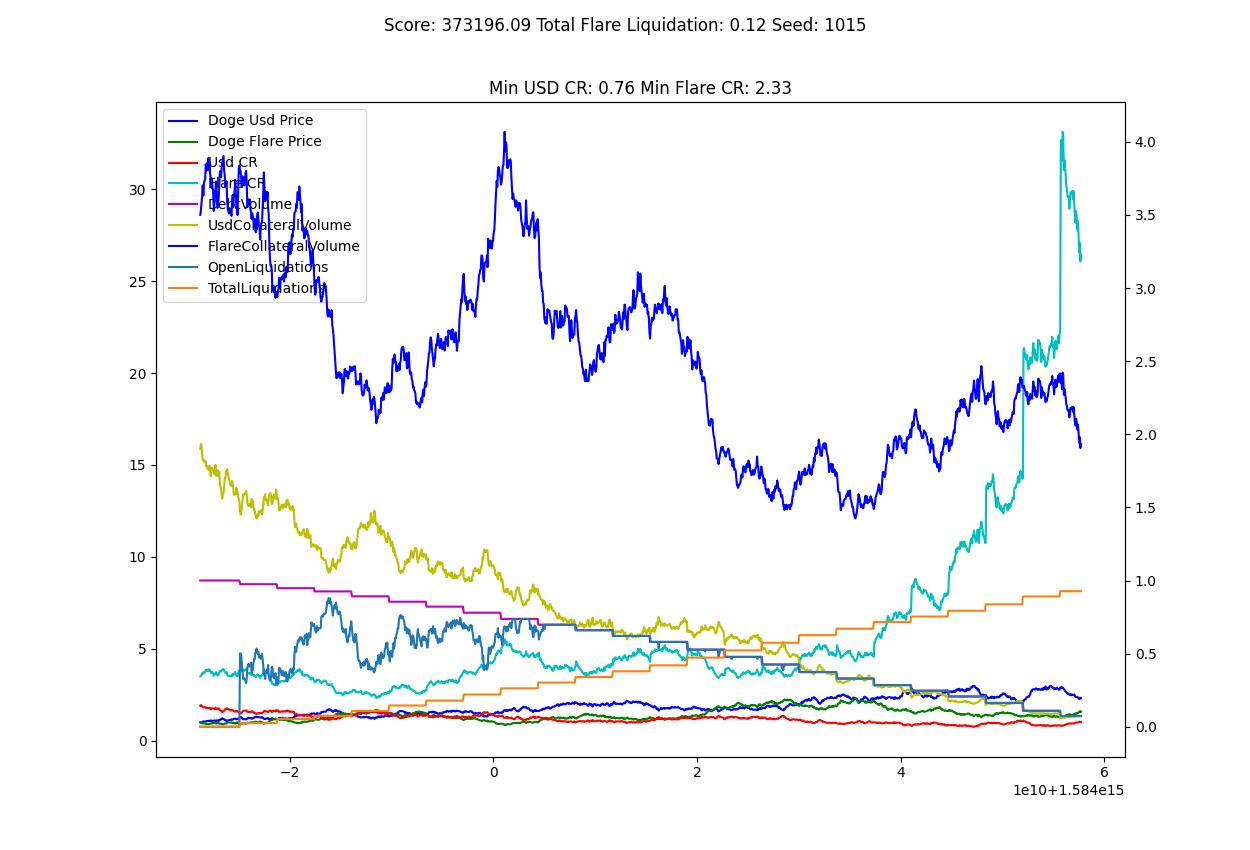 Score: 373196.09 Total Flare Liquidation: 0.12 Seed: 1015
Min USD CR: 0.76 Min Flare CR: 2.33
Doge Usd Price
Doge Flare Price
Usd CR
Flare CR
DebtVolume
UsdCollateralVolume
FlareCollateralVolume
OpenLiquidations
TotalLiquidations
30
25
20
15
10
5
0
4.0
3.5
3.0
2.5
2.0
1.5
1.0
0.5
0.0
−2
0
2
4
6
1e10+1.584e15